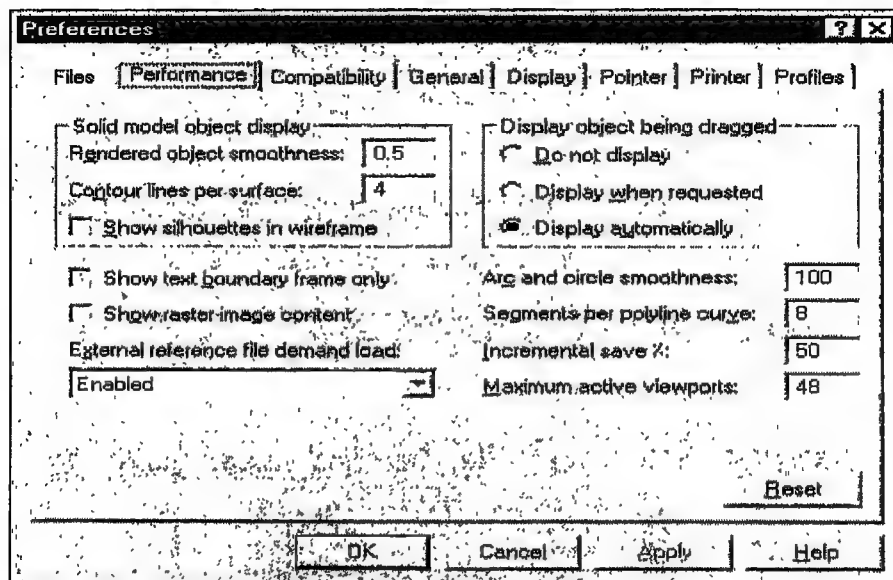 Preferences
? X
Files Performance Compatibility General Display Pointer Printer Profiles
Solid model object display
Rendered object smoothness: 0.5
Contour lines per surface: 4
Show silhouettes in wireframe
Display object being dragged
Do not display
Display when requested
Display automatically
Show text boundary frame only
Show raster image content
External reference file demand load:
Enabled
Arc and circle smoothness: 100
Segments per polyline curve: 8
Incremental save %: 50
Maximum active viewports: 48
Reset
OK Cancel Apply Help